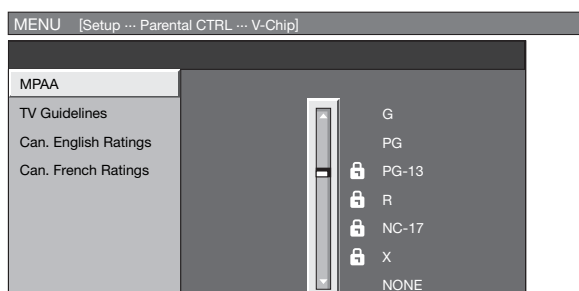 MENU [Setup ··· Parental CTRL ··· V-Chip]
MPAA
TV Guidelines
Can. English Ratings
Can. French Ratings
G
PG
PG-13
R
NC-17
X
NONE